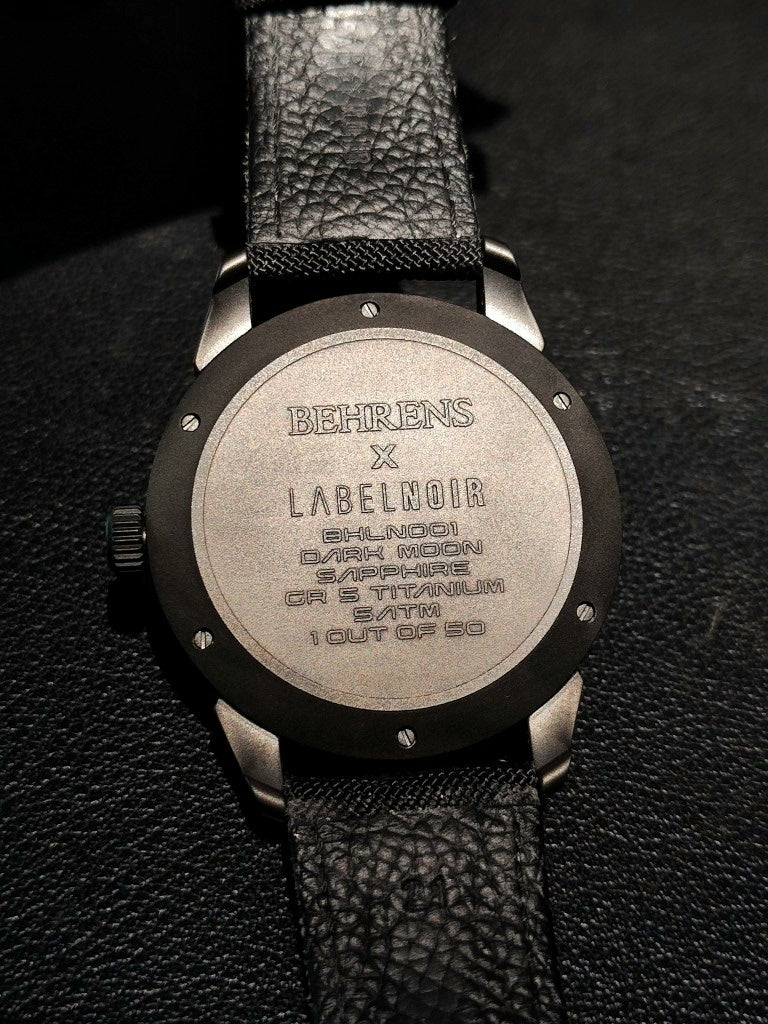 BEHRENS
X
LABELNOIR
BHLN001
DARK MOON
SAPPHIRE
GR 5 TITANIUM
5ATM
1 OUT OF 50